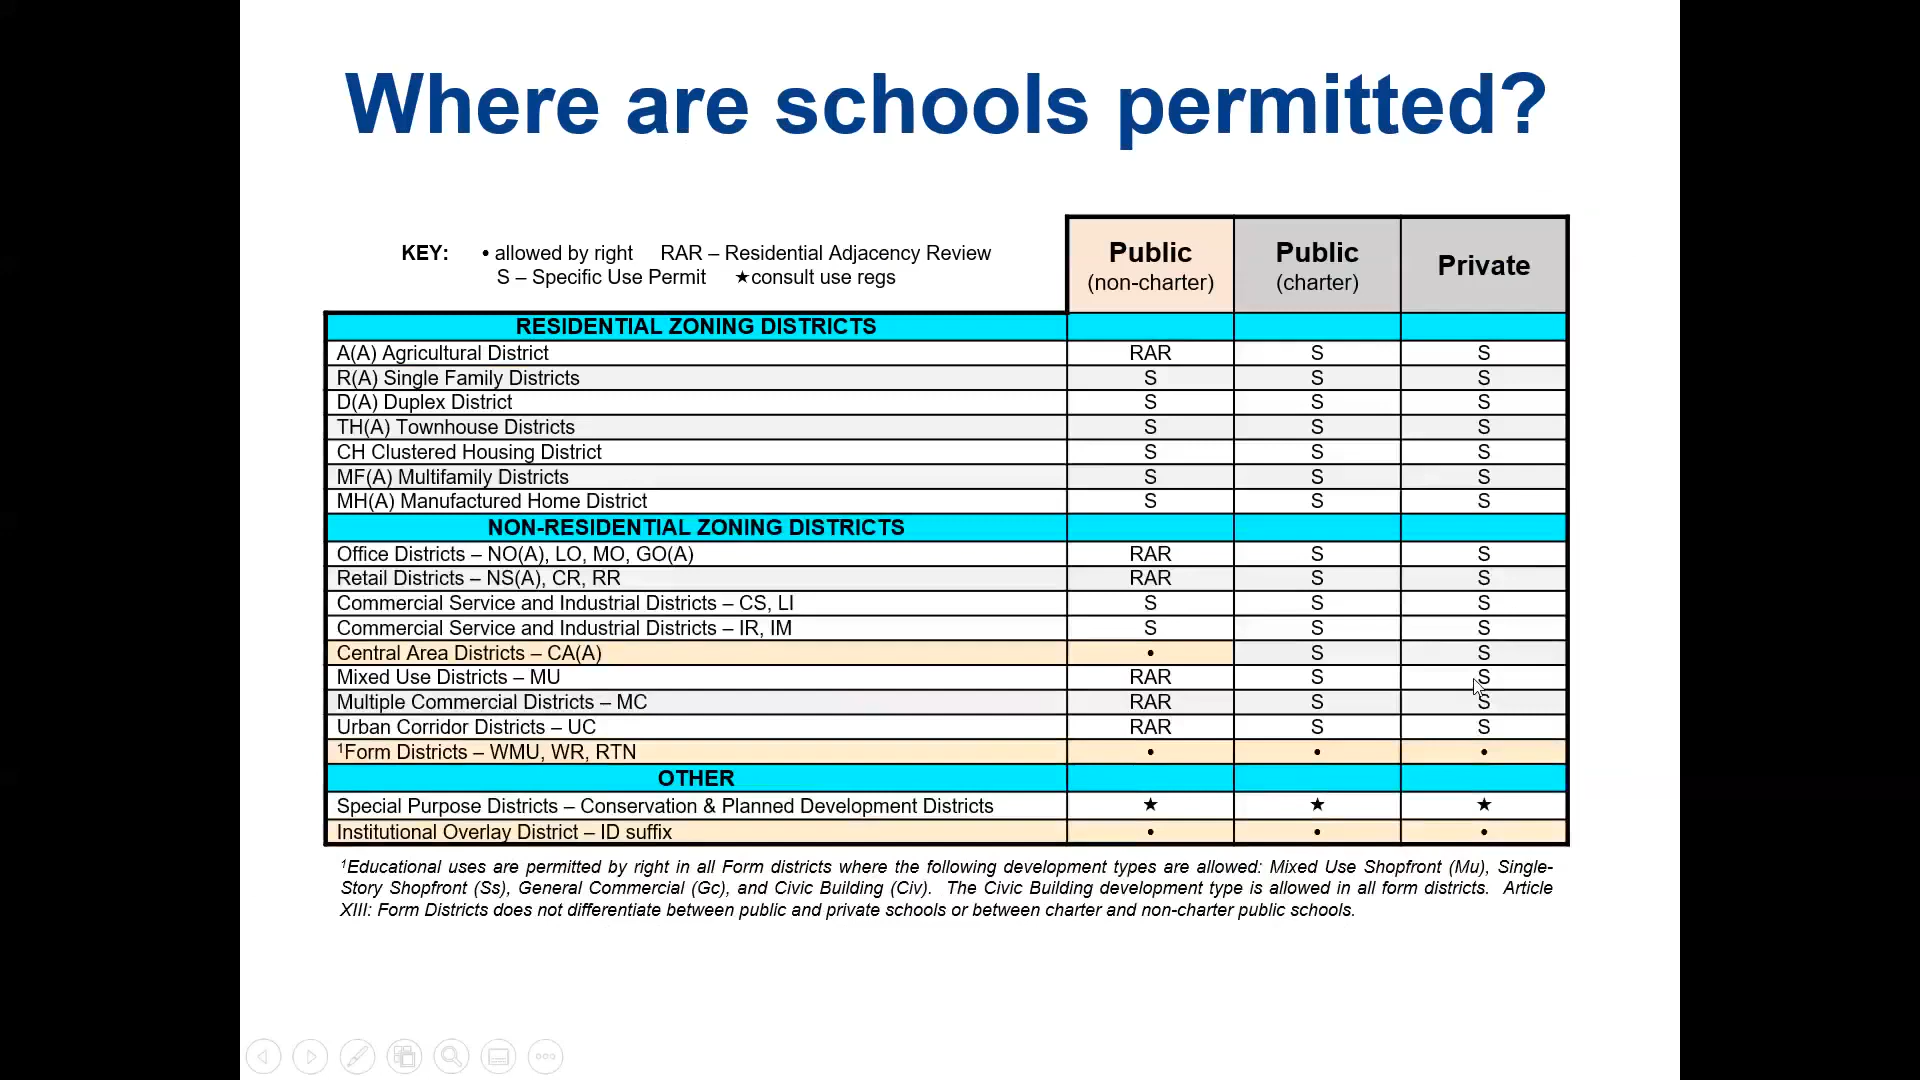 Where are schools permitted?
KEY: • allowed by right RAR – Residential Adjacency Review
S – Specific Use Permit ★consult use regs
Public (non-charter) Public (charter) Private
RESIDENTIAL ZONING DISTRICTS
A(A) Agricultural District RAR S S
R(A) Single Family Districts S S S
D(A) Duplex District S S S
TH(A) Townhouse Districts S S S
CH Clustered Housing District S S S
MF(A) Multifamily Districts S S S
MH(A) Manufactured Home District S S S
NON-RESIDENTIAL ZONING DISTRICTS
Office Districts – NO(A), LO, MO, GO(A) RAR S S
Retail Districts – NS(A), CR, RR RAR S S
Commercial Service and Industrial Districts – CS, LI S S S
Commercial Service and Industrial Districts – IR, IM S S S
Central Area Districts – CA(A) • S S
Mixed Use Districts – MU RAR S S
Multiple Commercial Districts – MC RAR S S
Urban Corridor Districts – UC RAR S S
¹Form Districts – WMU, WR, RTN • • •
OTHER
Special Purpose Districts – Conservation & Planned Development Districts ★ ★ ★
Institutional Overlay District – ID suffix • • •
¹Educational uses are permitted by right in all Form districts where the following development types are allowed: Mixed Use Shopfront (Mu), Single-
Story Shopfront (Ss), General Commercial (Gc), and Civic Building (Civ). The Civic Building development type is allowed in all form districts. Article
XIII: Form Districts does not differentiate between public and private schools or between charter and non-charter public schools.